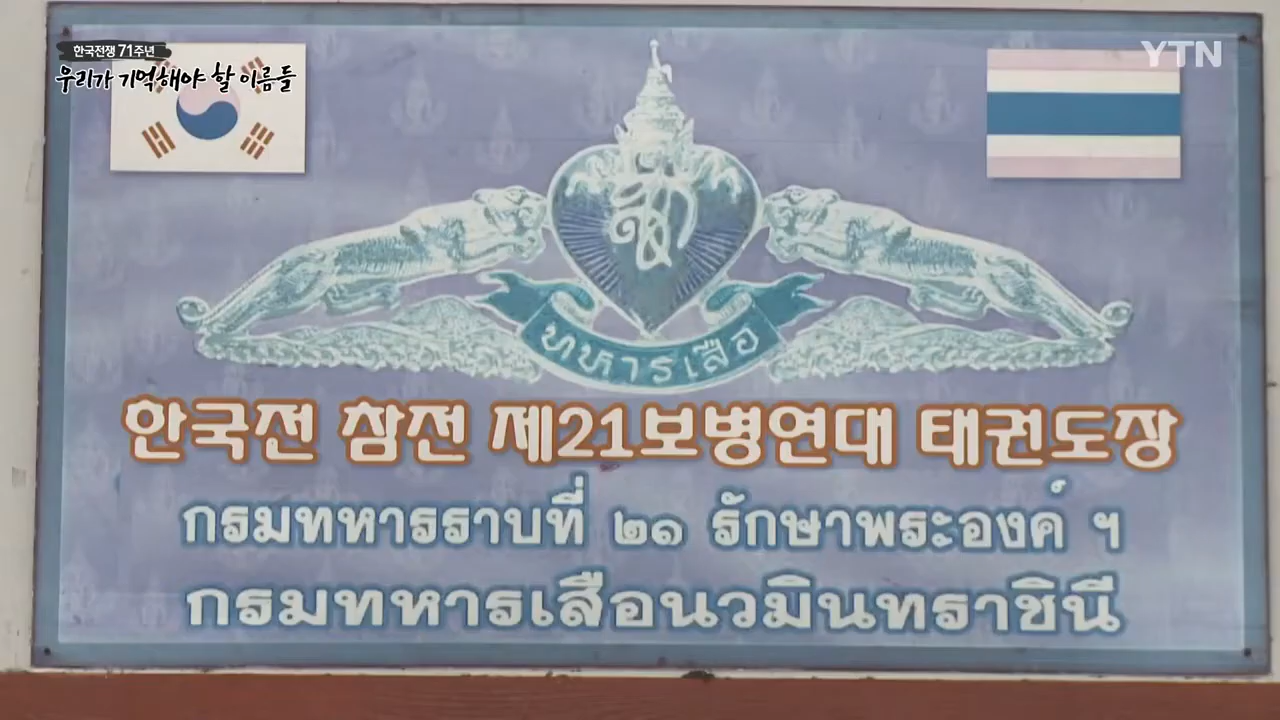 한국전쟁 71주년
우리가 기억해야 할 이름들
YTN
ทหารเสือ
한국전 참전 제21보병연대 태권도장
กรมทหารราบที่ ๒๑ รักษาพระองค์ ฯ
กรมทหารเสือนวมินทราชินี